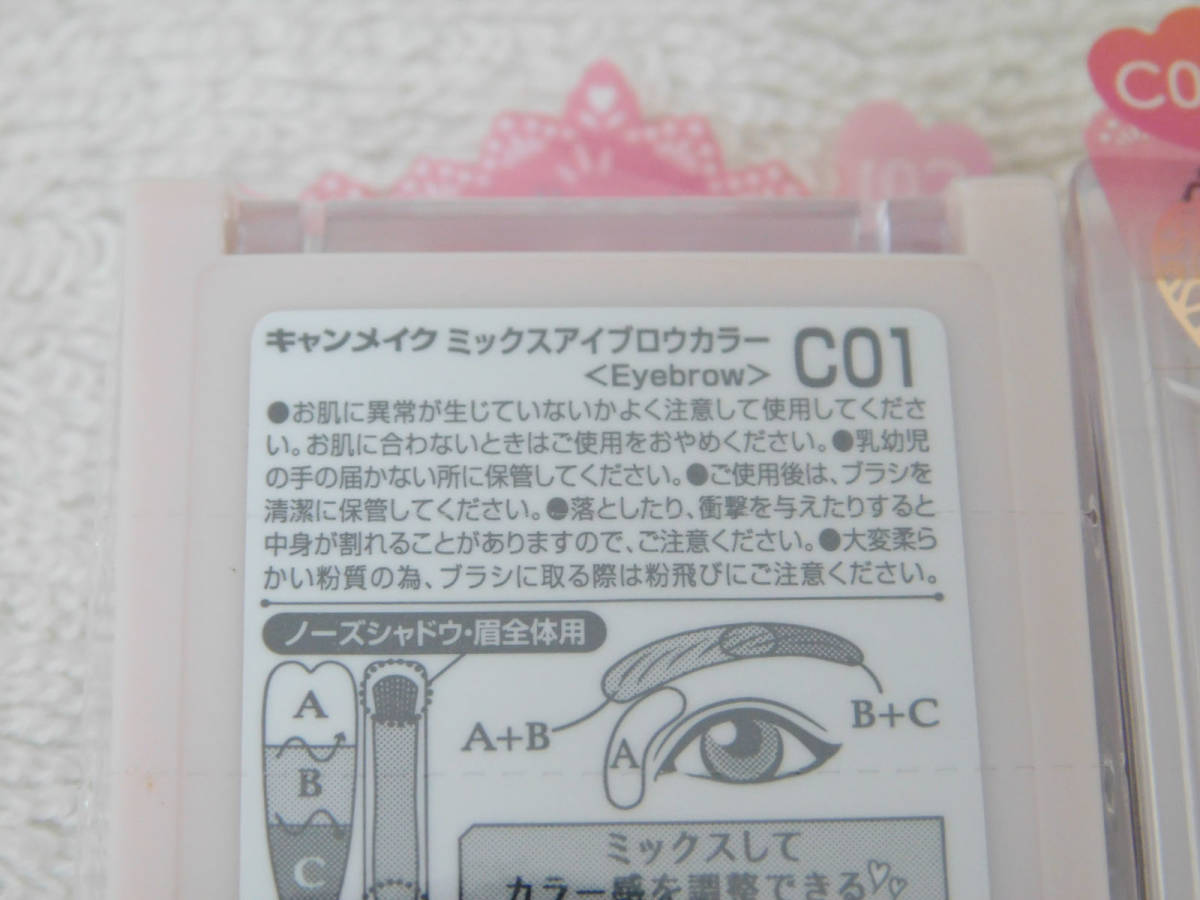 C01
C0
キャンメイク ミックスアイブロウカラー C01
<Eyebrow>
●お肌に異常が生じていないかよく注意して使用してくださ
い。お肌に合わないときはご使用をおやめください。●乳幼児
の手の届かない所に保管してください。●ご使用後は、ブラシを
清潔に保管してください。●落としたり、衝撃を与えたりすると
中身が割れることがありますので、ご注意ください。●大変柔ら
かい粉質の為、ブラシに取る際は粉飛びにご注意ください。
ノーズシャドウ・眉全体用
A
B
C
A+B
A
B+C
ミックスして
カラー感を調整できる♡♡